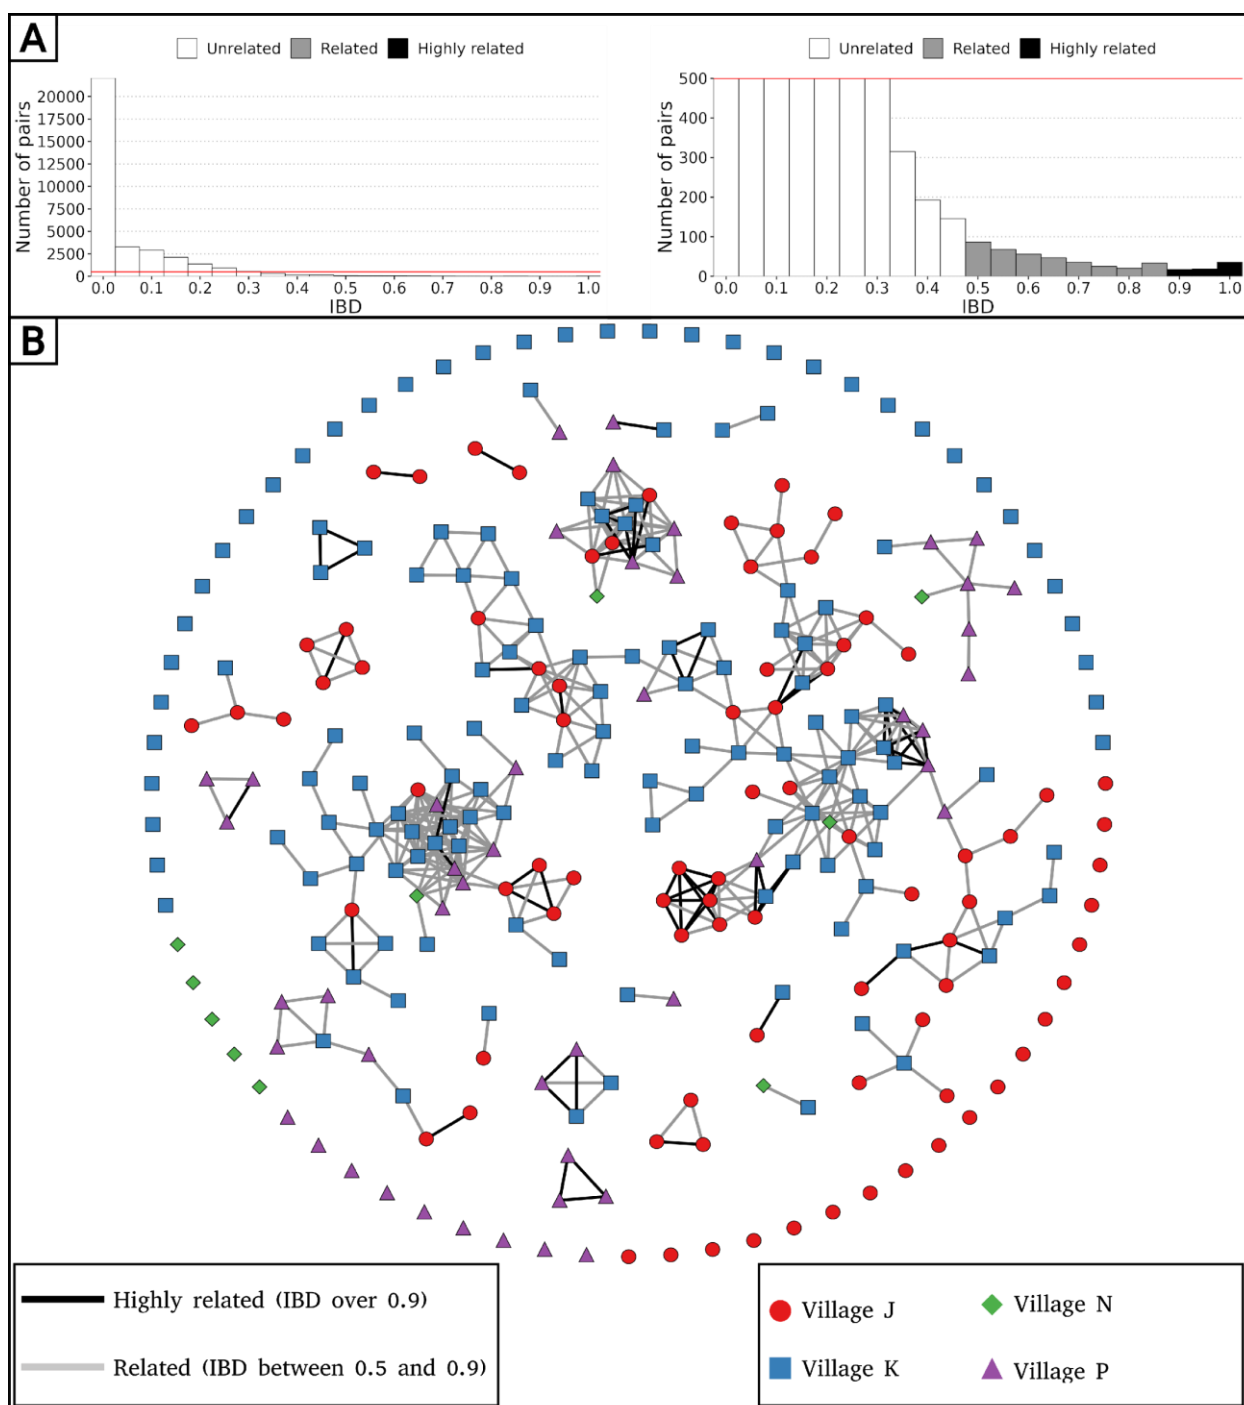 A
Unrelated Related Highly related
Number of pairs
20000
17500
15000
12500
10000
7500
5000
2500
0
0.0 0.1 0.2 0.3 0.4 0.5 0.6 0.7 0.8 0.9 1.0
IBD
Unrelated Related Highly related
Number of pairs
500
400
300
200
100
0
0.0 0.1 0.2 0.3 0.4 0.5 0.6 0.7 0.8 0.9 1.0
IBD
B
Highly related (IBD over 0.9)
Related (IBD between 0.5 and 0.9)
Village J
Village N
Village K
Village P